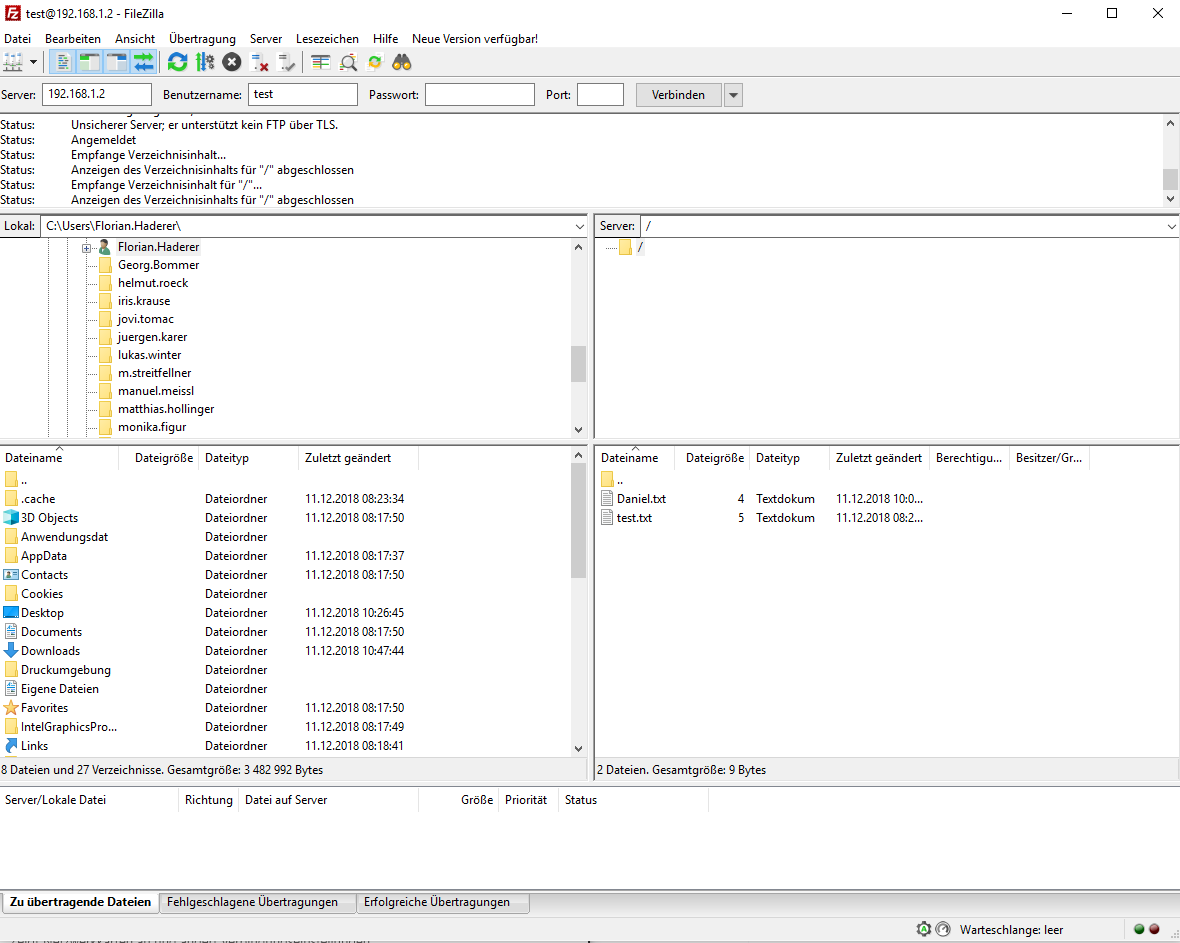 test@192.168.1.2 - FileZilla
Datei Bearbeiten Ansicht Übertragung Server Lesezeichen Hilfe Neue Version verfügbar!
Server: 192.168.1.2 Benutzername: test Passwort: Port: Verbinden
Status: Unsicherer Server; er unterstützt kein FTP über TLS.
Status: Angemeldet
Status: Empfange Verzeichnisinhalt...
Status: Anzeigen des Verzeichnisinhalts für "/" abgeschlossen
Status: Empfange Verzeichnisinhalt für "/"...
Status: Anzeigen des Verzeichnisinhalts für "/" abgeschlossen
Lokal: C:\Users\Florian.Haderer\
Florian.Haderer
Georg.Bommer
helmut.roeck
iris.krause
jovi.tomac
juergen.karer
lukas.winter
m.streitfellner
manuel.meissl
matthias.hollinger
monika.figur
Server: /
/
Dateiname Dateigröße Dateityp Zuletzt geändert
..
.cache Dateiordner 11.12.2018 08:23:34
3D Objects Dateiordner 11.12.2018 08:17:50
Anwendungsdat Dateiordner
AppData Dateiordner 11.12.2018 08:17:37
Contacts Dateiordner 11.12.2018 08:17:50
Cookies Dateiordner
Desktop Dateiordner 11.12.2018 10:26:45
Documents Dateiordner 11.12.2018 08:17:50
Downloads Dateiordner 11.12.2018 10:47:44
Druckumgebung Dateiordner
Eigene Dateien Dateiordner
Favorites Dateiordner 11.12.2018 08:17:50
IntelGraphicsPro... Dateiordner 11.12.2018 08:17:49
Links Dateiordner 11.12.2018 08:18:41
8 Dateien und 27 Verzeichnisse. Gesamtgröße: 3 482 992 Bytes
Dateiname Dateigröße Dateityp Zuletzt geändert Berechtigu... Besitzer/Gr...
..
Daniel.txt 4 Textdokum 11.12.2018 10:0...
test.txt 5 Textdokum 11.12.2018 08:2...
2 Dateien. Gesamtgröße: 9 Bytes
Server/Lokale Datei Richtung Datei auf Server Größe Priorität Status
Zu übertragende Dateien Fehlgeschlagene Übertragungen Erfolgreiche Übertragungen
Warteschlange: leer